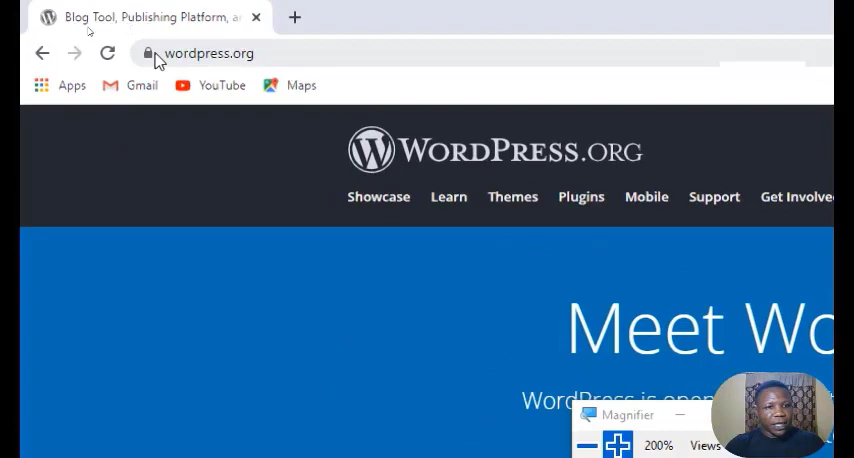 Blog Tool, Publishing Platform, a
wordpress.org
Apps Gmail YouTube Maps
WORDPRESS.ORG
Showcase Learn Themes Plugins Mobile Support Get Involve
Meet Wo
WordPress is open
Magnifier
200% Views